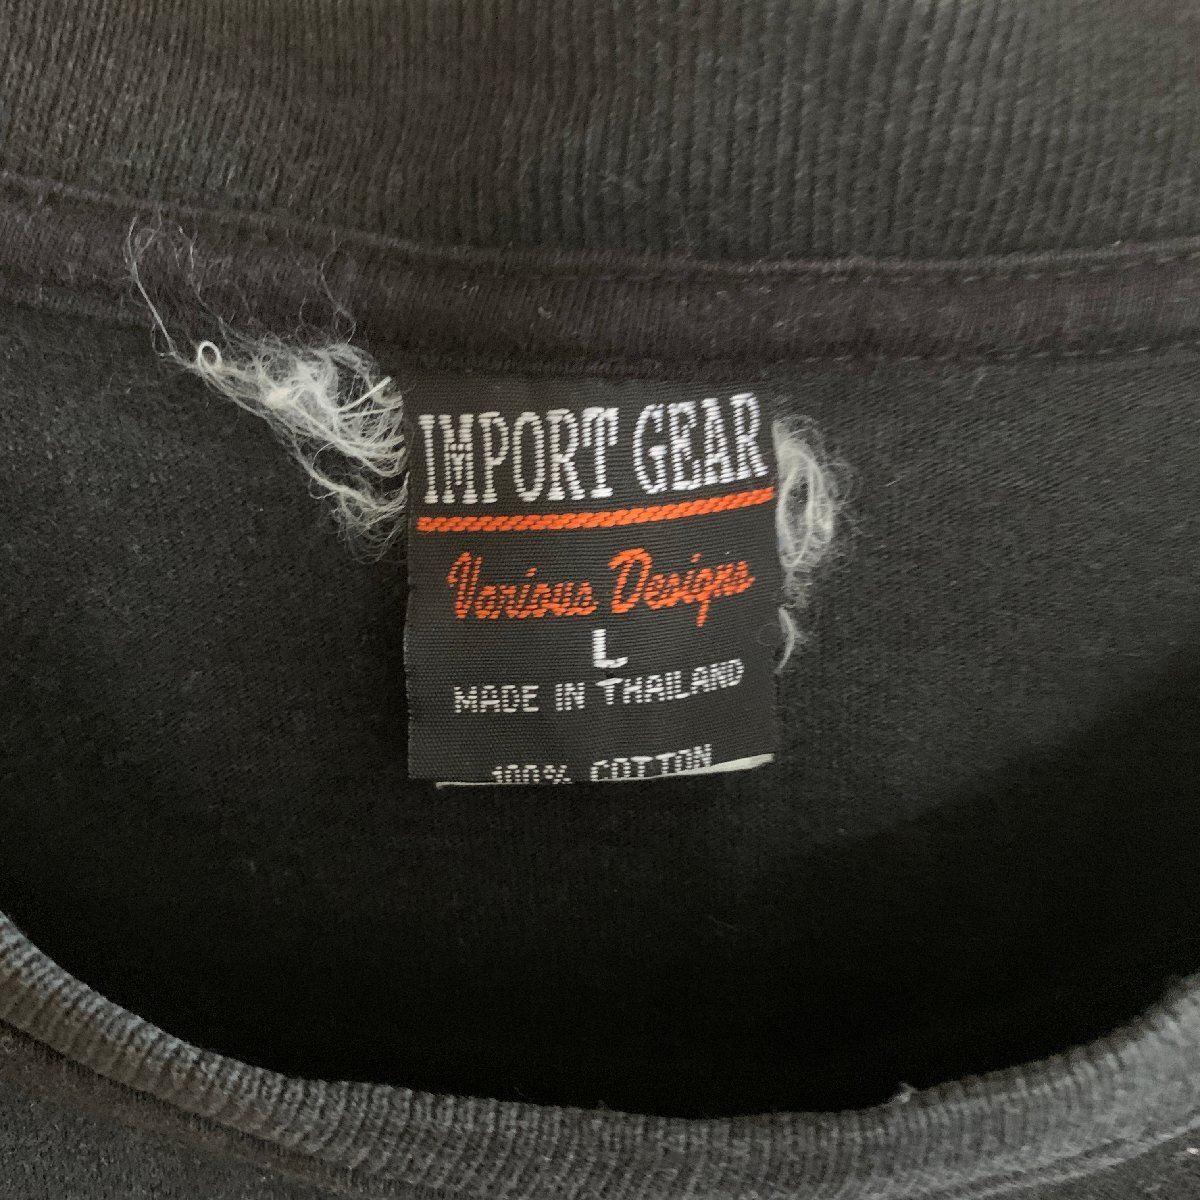 IMPORT GEAR
Various Designs
L
MADE IN THAILAND
100% COTTON